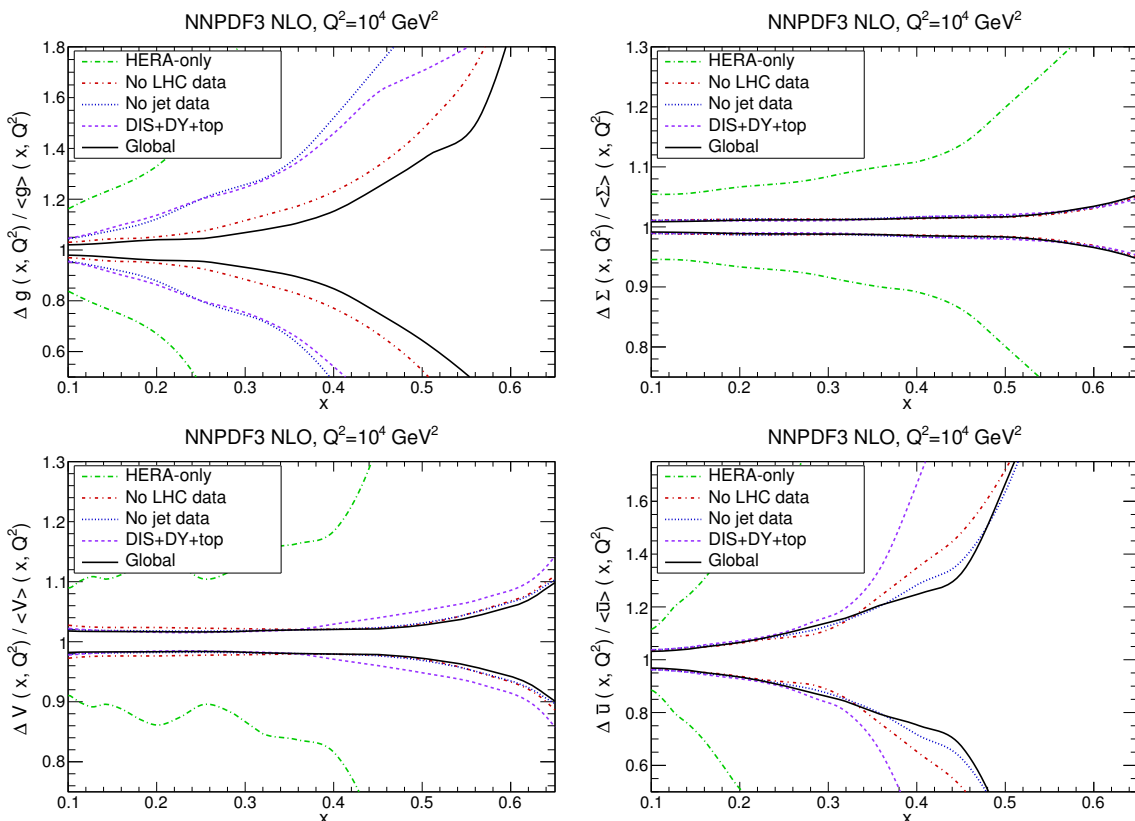 NNPDF3 NLO, Q²=10⁴ GeV²
Δ g ( x, Q²) / <g> ( x, Q²)
1.8
1.6
1.4
1.2
1
0.8
0.6
HERA-only
No LHC data
No jet data
DIS+DY+top
Global
0.1 0.2 0.3 0.4 0.5 0.6
x
NNPDF3 NLO, Q²=10⁴ GeV²
Δ Σ ( x, Q²) / <Σ> ( x, Q²)
1.3
1.2
1.1
1
0.9
0.8
HERA-only
No LHC data
No jet data
DIS+DY+top
Global
0.1 0.2 0.3 0.4 0.5 0.6
x
NNPDF3 NLO, Q²=10⁴ GeV²
Δ V ( x, Q²) / <V> ( x, Q²)
1.3
1.2
1.1
1
0.9
0.8
HERA-only
No LHC data
No jet data
DIS+DY+top
Global
0.1 0.2 0.3 0.4 0.5 0.6
x
NNPDF3 NLO, Q²=10⁴ GeV²
Δ ū ( x, Q²) / <ū> ( x, Q²)
1.6
1.4
1.2
1
0.8
0.6
HERA-only
No LHC data
No jet data
DIS+DY+top
Global
0.1 0.2 0.3 0.4 0.5 0.6
x